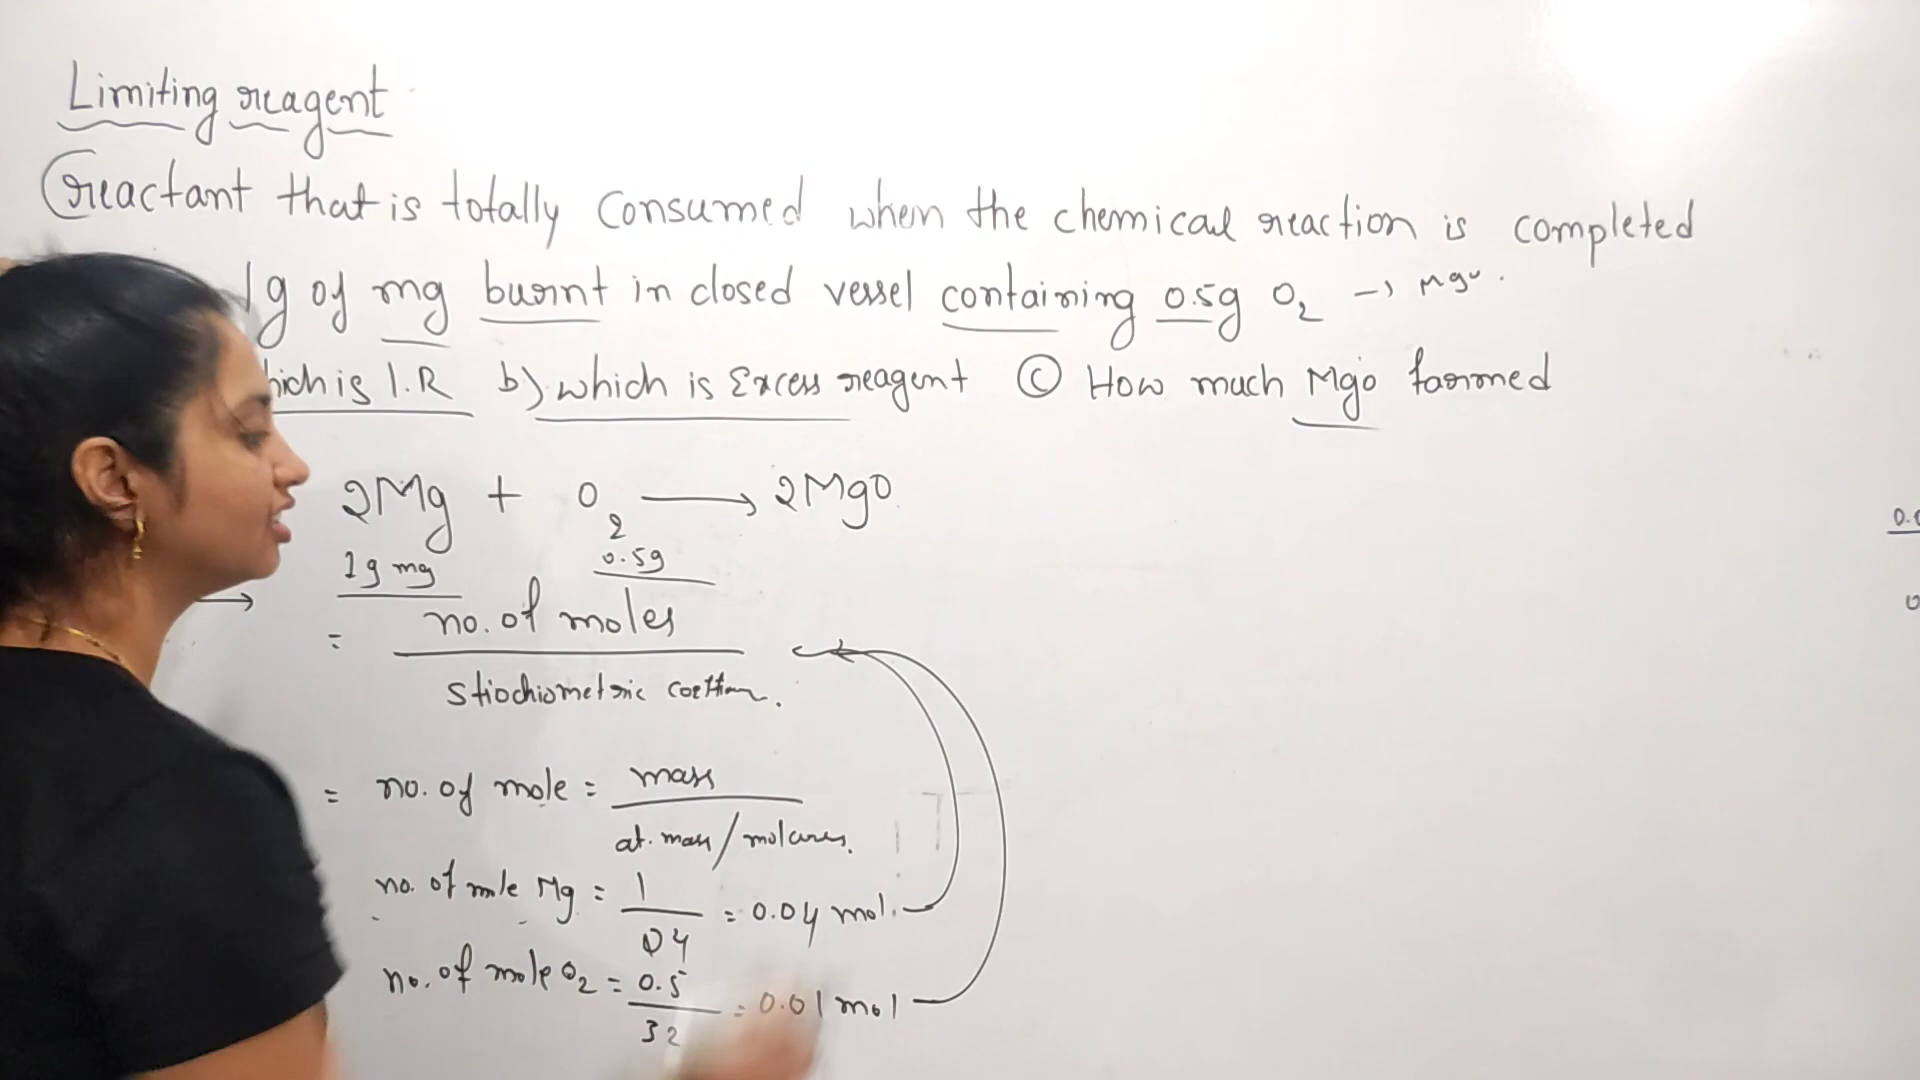 Limiting reagent
reactant that is totally consumed when the chemical reaction is completed
1g of mg burnt in closed vessel containing 0.5g O2 → Mgo.
hich is l.R b) which is Excess reagent © How much Mgo formed
2Mg + O2 → 2MgO
1g mg 0.5g
→
= no. of moles
stiochiometric
= no. of mole = mass
at. mass/molar
no. of mole Mg = 1 / 24 = 0.04 mol.
no. of mole O2 = 0.5 / 32 = 0.01 mol